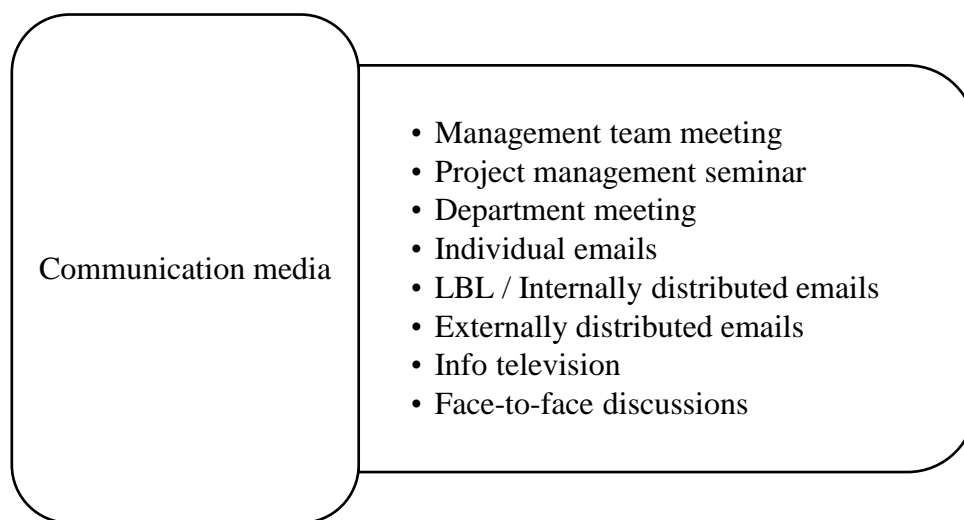 Communication media
• Management team meeting
• Project management seminar
• Department meeting
• Individual emails
• LBL / Internally distributed emails
• Externally distributed emails
• Info television
• Face-to-face discussions